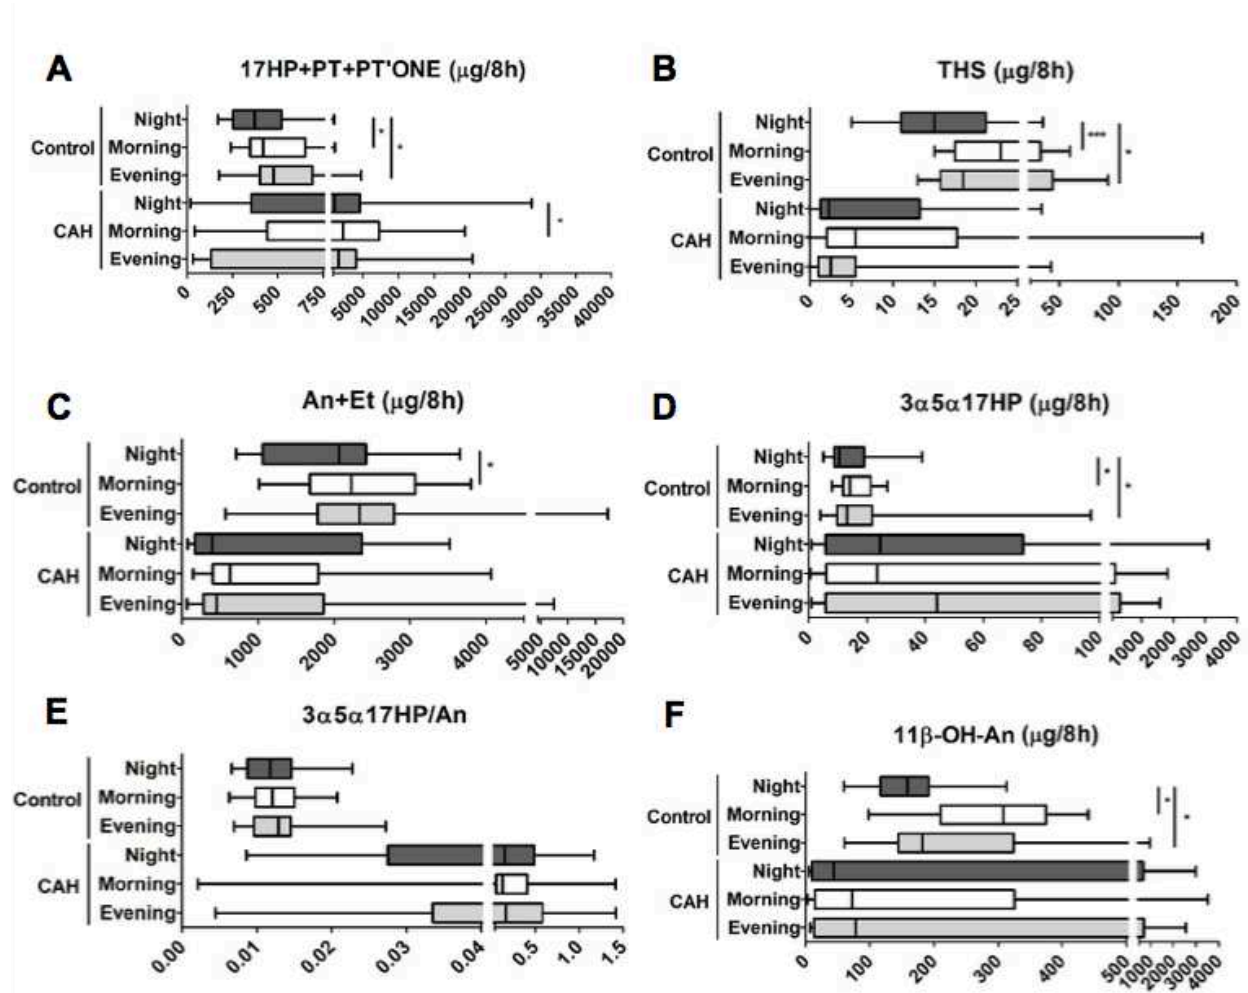 A
17HP+PT+PT'ONE (μg/8h)
Control
Night
Morning
Evening
CAH
Night
Morning
Evening
*
*
*
0 250 500 750 5000 10000 15000 20000 25000 30000 35000 40000
B
THS (μg/8h)
Control
Night
Morning
Evening
CAH
Night
Morning
Evening
***
*
0 5 10 15 20 25 50 100 150 200
C
An+Et (μg/8h)
Control
Night
Morning
Evening
CAH
Night
Morning
Evening
*
0 1000 2000 3000 4000 5000 10000 15000 20000
D
3α5α17HP (μg/8h)
Control
Night
Morning
Evening
CAH
Night
Morning
Evening
*
*
0 20 40 60 80 100 1000 2000 3000 4000
E
3α5α17HP/An
Control
Night
Morning
Evening
CAH
Night
Morning
Evening
0.00 0.01 0.02 0.03 0.04 0.5 1.0 1.5
F
11β-OH-An (μg/8h)
Control
Night
Morning
Evening
CAH
Night
Morning
Evening
*
*
0 100 200 300 400 500 1000 2000 3000 4000